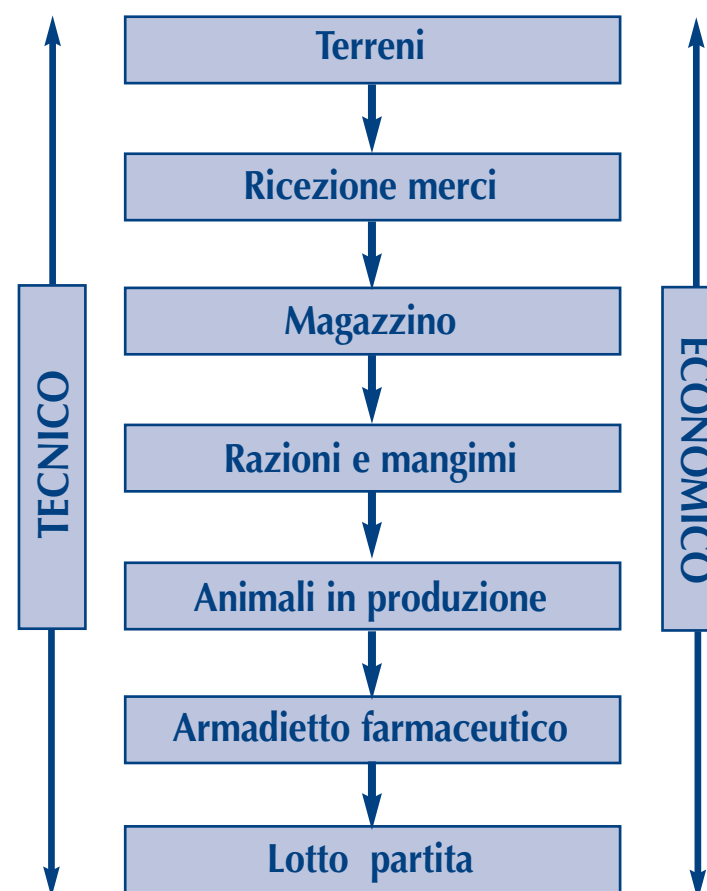 Terreni
Ricezione merci
Magazzino
Razioni e mangimi
Animali in produzione
Armadietto farmaceutico
Lotto partita
TECNICO
ECONOMICO